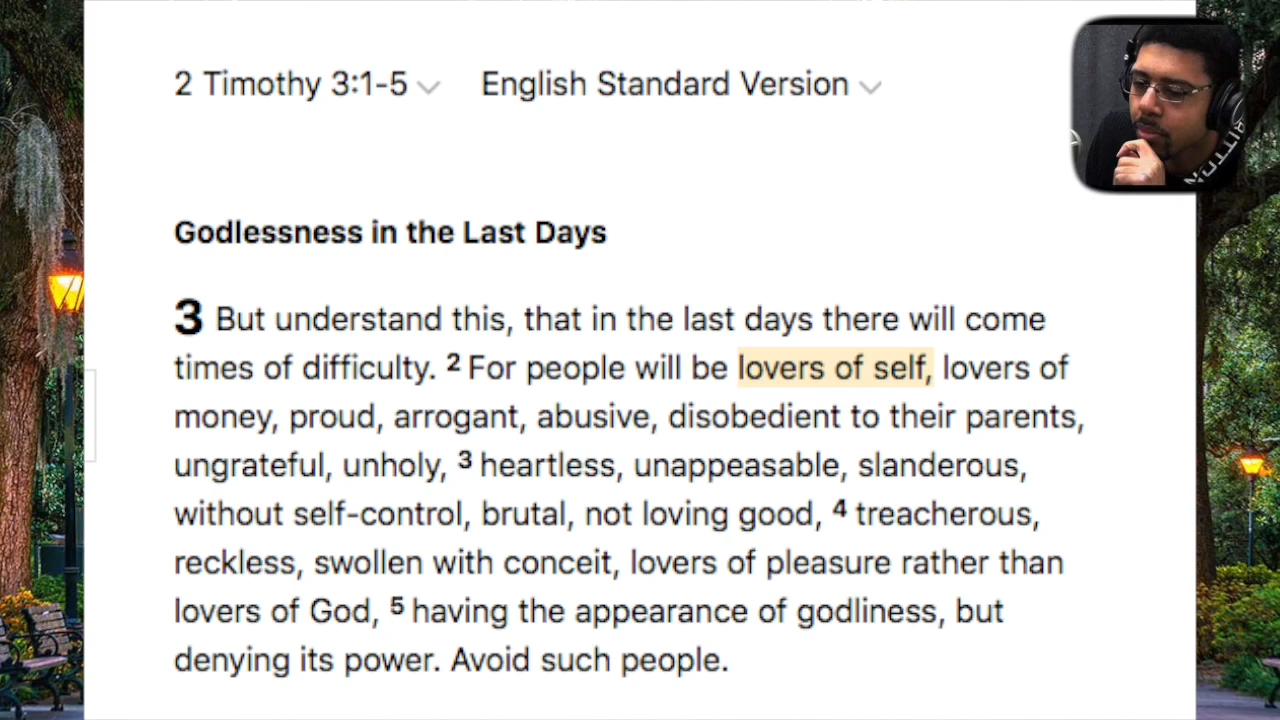 2 Timothy 3:1-5 English Standard Version
Godlessness in the Last Days
3 But understand this, that in the last days there will come
times of difficulty. 2 For people will be lovers of self, lovers of
money, proud, arrogant, abusive, disobedient to their parents,
ungrateful, unholy, 3 heartless, unappeasable, slanderous,
without self-control, brutal, not loving good, 4 treacherous,
reckless, swollen with conceit, lovers of pleasure rather than
lovers of God, 5 having the appearance of godliness, but
denying its power. Avoid such people.